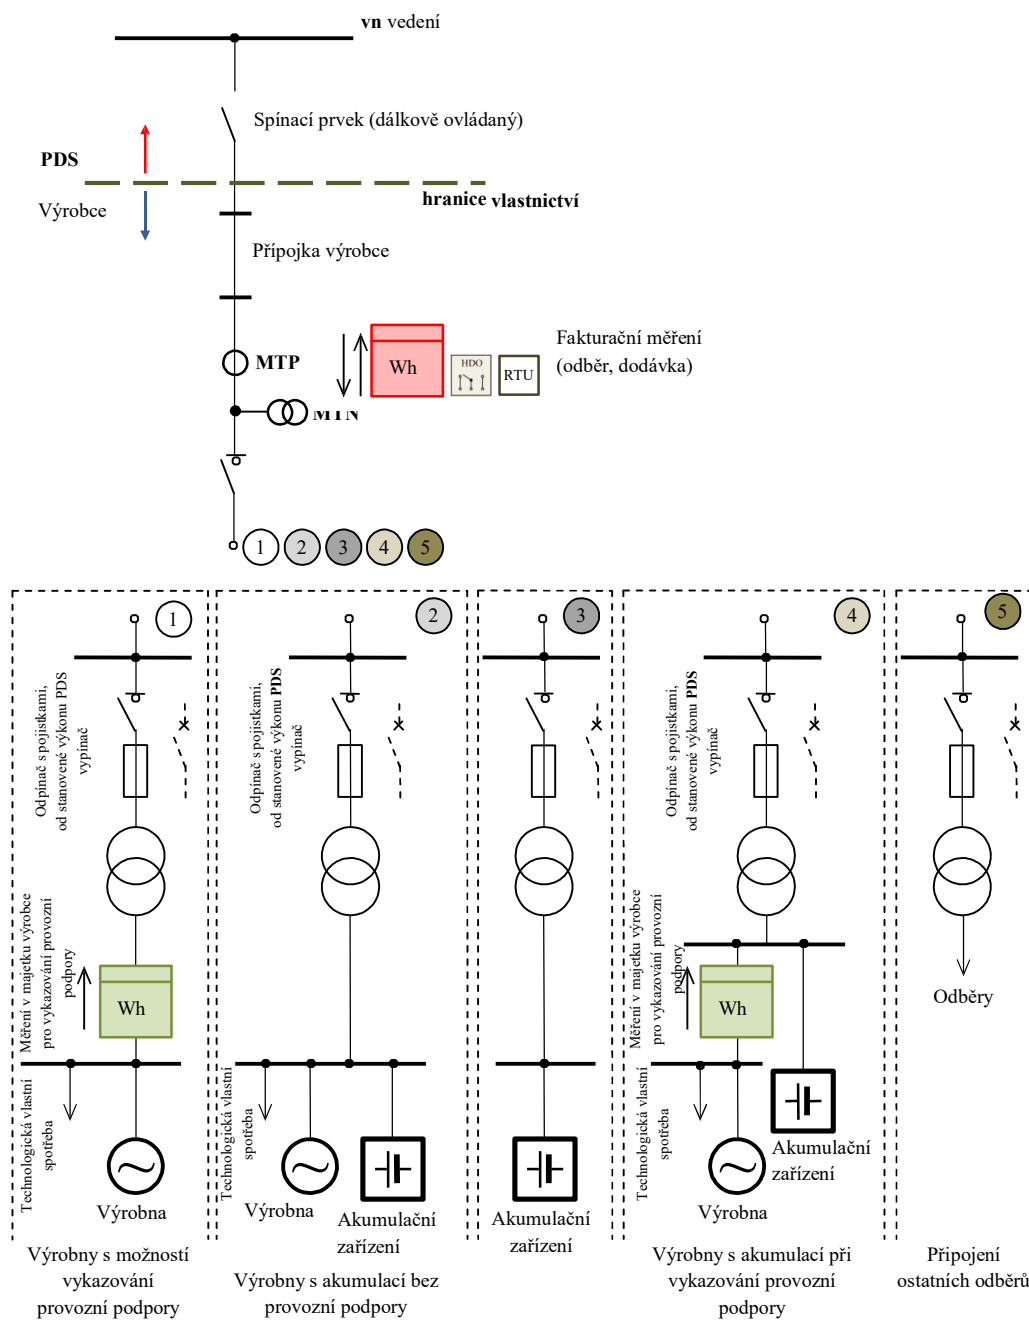 vn vedení
Spínací prvek (dálkově ovládaný)
PDS
hranice vlastnictví
Výrobce
Přípojka výrobce
MTP
Wh
HDO
RTU
Fakturační měření
(odběr, dodávka)
MTN
1 2 3 4 5
1
Odpínač s pojistkami,
od stanovené výkonu PDS
vypínač
Měření v majetku výrobce
pro vykazování provozní
podpory
Wh
Technologická vlastní
spotřeba
Výrobna
Výrobny s možností
vykazování
provozní podpory
2
Odpínač s pojistkami,
od stanovené výkonu PDS
vypínač
Technologická vlastní
spotřeba
Výrobna
Akumulační
zařízení
Výrobny s akumulací bez
provozní podpory
3
Akumulační
zařízení
4
Odpínač s pojistkami,
od stanovené výkonu PDS
vypínač
Měření v majetku výrobce
pro vykazování provozní
podpory
Wh
Technologická vlastní
spotřeba
Výrobna
Akumulační
zařízení
Výrobny s akumulací při
vykazování provozní
podpory
5
Odběry
Připojení
ostatních odběrů